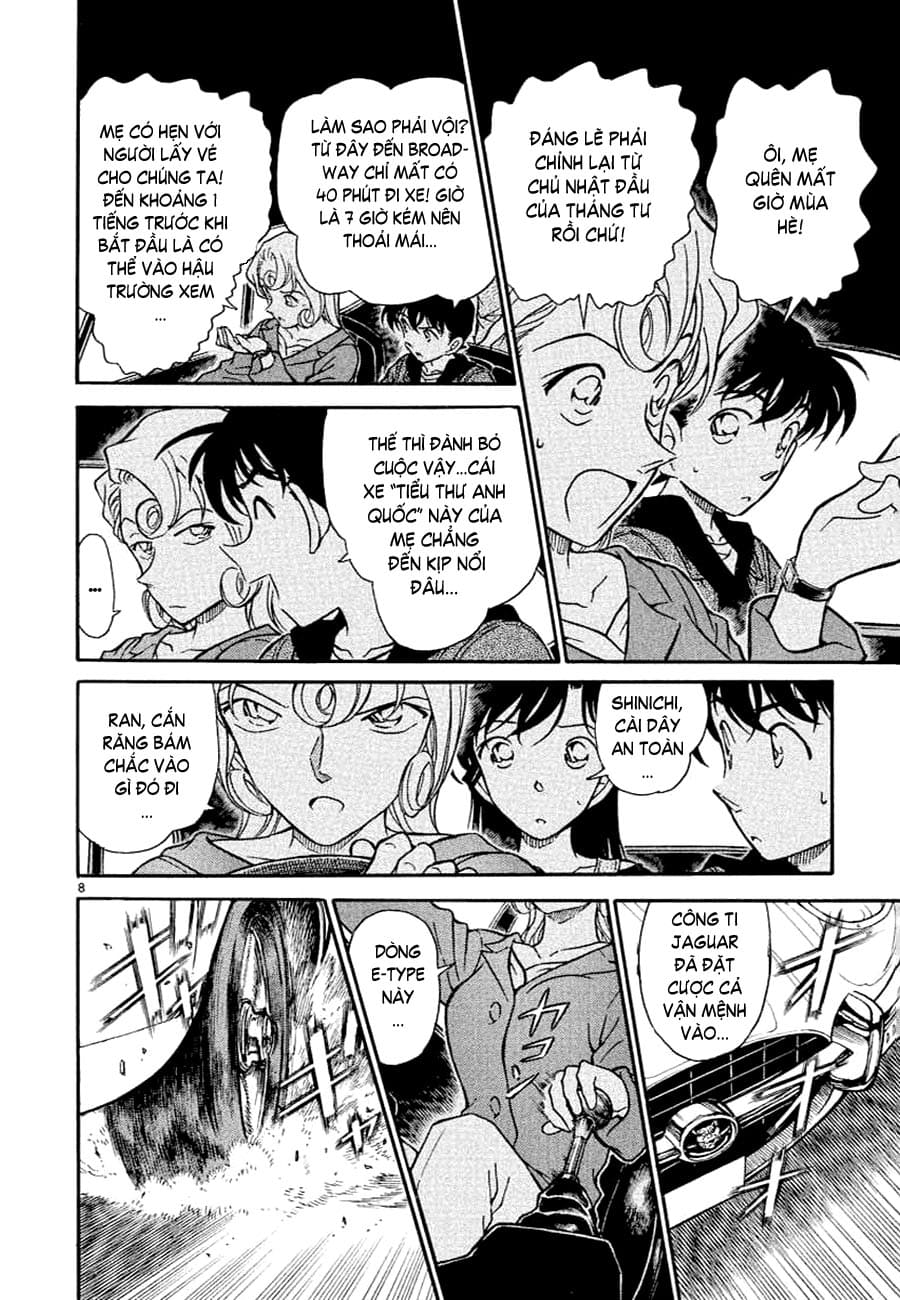 ÔI, MẸ
QUÊN MẤT
GIỜ MÙA
HÈ!
ĐÁNG LẼ PHẢI
CHỈNH LẠI TỪ
CHỦ NHẬT ĐẦU
CỦA THÁNG TƯ
RỒI CHỨ!
LÀM SAO PHẢI VỘI?
TỪ ĐÂY ĐẾN BROAD-
WAY CHỈ MẤT CÓ
40 PHÚT ĐI XE! GIỜ
LÀ 7 GIỜ KÉM NÊN
THOẢI MÁI...
MẸ CÓ HẸN VỚI
NGƯỜI LẤY VÉ
CHO CHÚNG TA!
ĐẾN KHOẢNG 1
TIẾNG TRƯỚC KHI
BẮT ĐẦU LÀ CÓ
THỂ VÀO HẬU
TRƯỜNG XEM
...
THẾ THÌ ĐÀNH BỎ
CUỘC VẬY...CÁI
XE “TIỂU THƯ ANH
QUỐC” NÀY CỦA
MẸ CHẲNG
ĐẾN KỊP NỔI
ĐÂU...
...
SHINICHI,
CÀI DÂY
AN TOÀN
...
RAN, CẮN
RĂNG BÁM
CHẮC VÀO
GÌ ĐÓ ĐI
...
8
CÔNG TI
JAGUAR
ĐÃ ĐẶT
CƯỢC CẢ
VẬN MỆNH
VÀO...
DÒNG
E-TYPE
NÀY
...